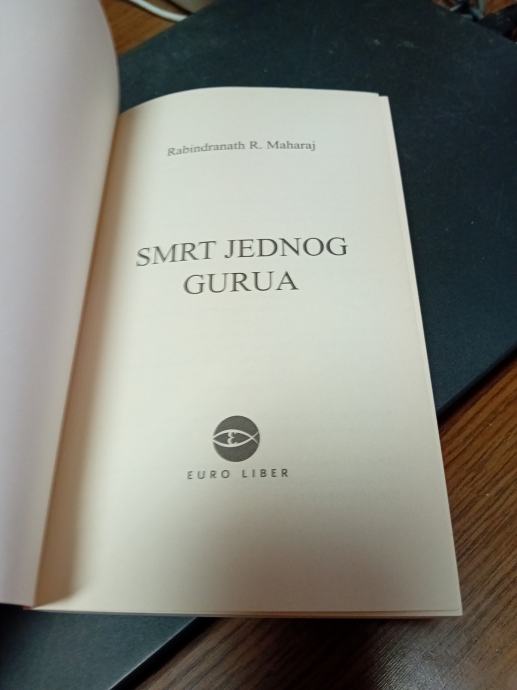 Rabindranath R. Maharaj
SMRT JEDNOG
GURUA
EURO LIBER